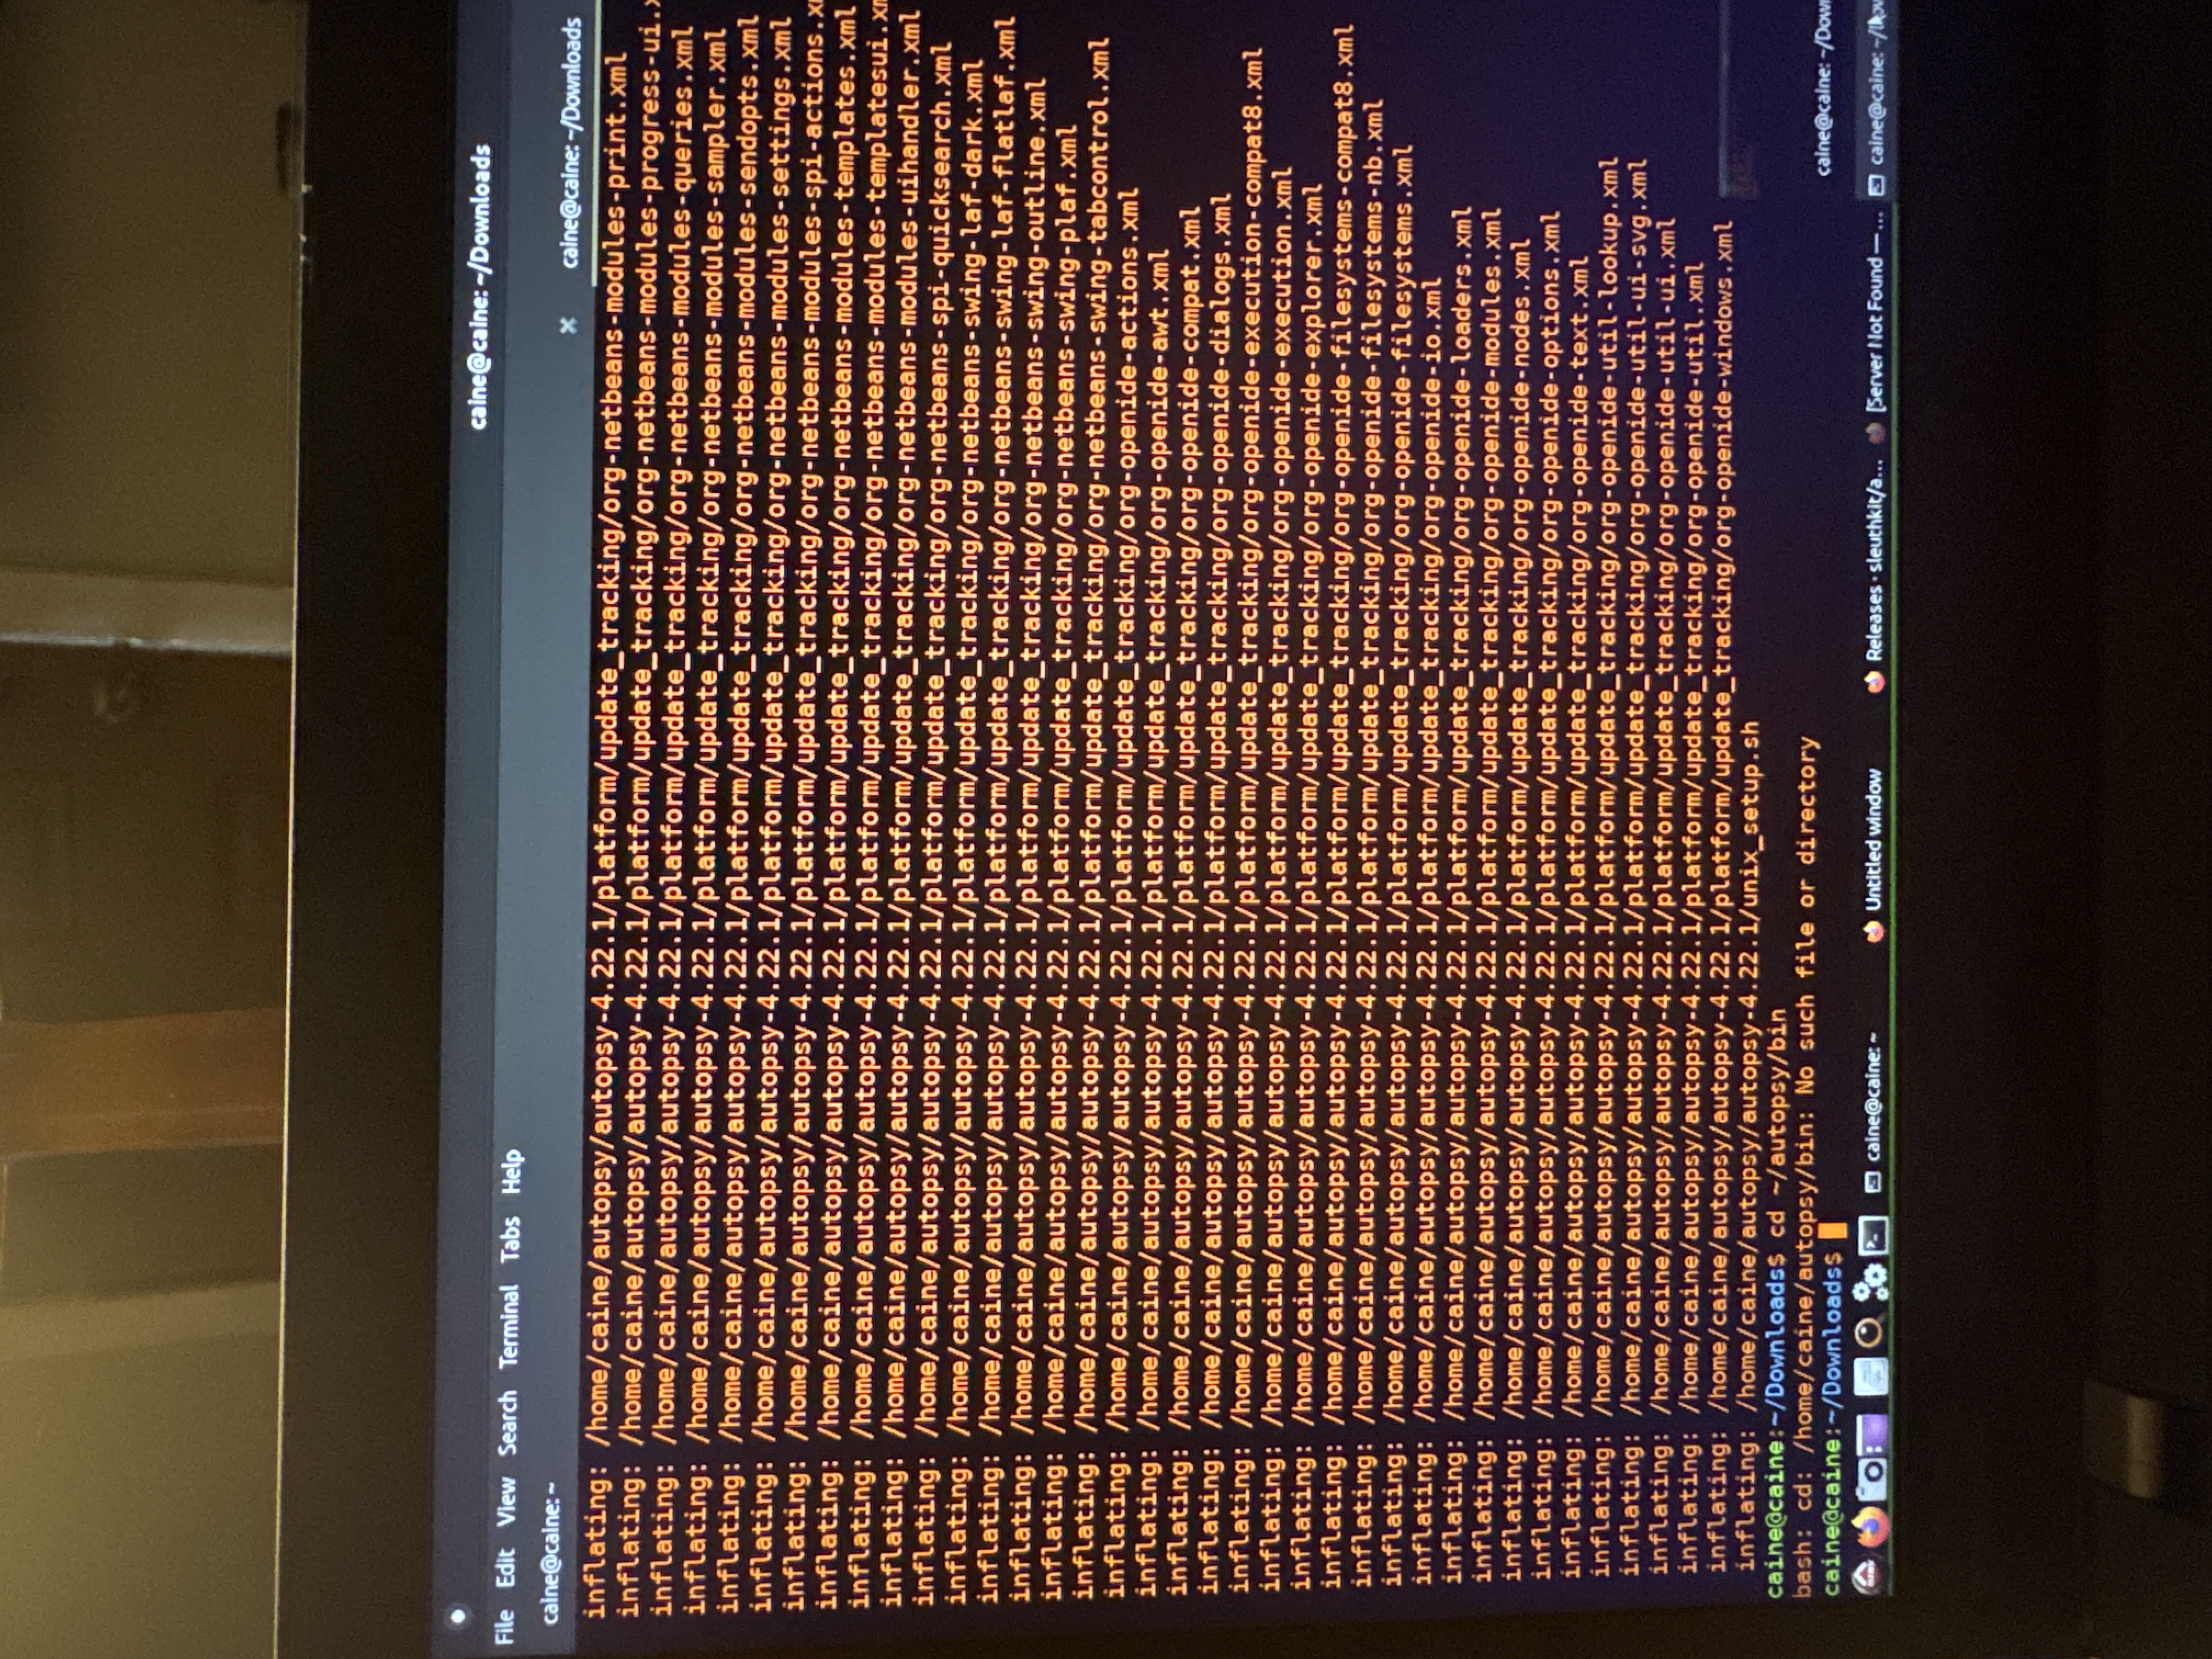 caine@caine: ~/Downloads
File Edit View Search Terminal Tabs Help
caine@caine: ~
caine@caine: ~/Downloads
inflating: /home/caine/autopsy/autopsy-4.22.1/platform/update_tracking/org-netbeans-modules-print.xml
inflating: /home/caine/autopsy/autopsy-4.22.1/platform/update_tracking/org-netbeans-modules-progress-ui.x
inflating: /home/caine/autopsy/autopsy-4.22.1/platform/update_tracking/org-netbeans-modules-queries.xml
inflating: /home/caine/autopsy/autopsy-4.22.1/platform/update_tracking/org-netbeans-modules-sampler.xml
inflating: /home/caine/autopsy/autopsy-4.22.1/platform/update_tracking/org-netbeans-modules-sendopts.xml
inflating: /home/caine/autopsy/autopsy-4.22.1/platform/update_tracking/org-netbeans-modules-settings.xml
inflating: /home/caine/autopsy/autopsy-4.22.1/platform/update_tracking/org-netbeans-modules-spi-actions.xm
inflating: /home/caine/autopsy/autopsy-4.22.1/platform/update_tracking/org-netbeans-modules-templates.xml
inflating: /home/caine/autopsy/autopsy-4.22.1/platform/update_tracking/org-netbeans-modules-templatesui.xm
inflating: /home/caine/autopsy/autopsy-4.22.1/platform/update_tracking/org-netbeans-modules-uihandler.xml
inflating: /home/caine/autopsy/autopsy-4.22.1/platform/update_tracking/org-netbeans-spi-quicksearch.xml
inflating: /home/caine/autopsy/autopsy-4.22.1/platform/update_tracking/org-netbeans-swing-laf-dark.xml
inflating: /home/caine/autopsy/autopsy-4.22.1/platform/update_tracking/org-netbeans-swing-laf-flatlaf.xml
inflating: /home/caine/autopsy/autopsy-4.22.1/platform/update_tracking/org-netbeans-swing-outline.xml
inflating: /home/caine/autopsy/autopsy-4.22.1/platform/update_tracking/org-netbeans-swing-plaf.xml
inflating: /home/caine/autopsy/autopsy-4.22.1/platform/update_tracking/org-netbeans-swing-tabcontrol.xml
inflating: /home/caine/autopsy/autopsy-4.22.1/platform/update_tracking/org-openide-actions.xml
inflating: /home/caine/autopsy/autopsy-4.22.1/platform/update_tracking/org-openide-awt.xml
inflating: /home/caine/autopsy/autopsy-4.22.1/platform/update_tracking/org-openide-compat.xml
inflating: /home/caine/autopsy/autopsy-4.22.1/platform/update_tracking/org-openide-dialogs.xml
inflating: /home/caine/autopsy/autopsy-4.22.1/platform/update_tracking/org-openide-execution-compat8.xml
inflating: /home/caine/autopsy/autopsy-4.22.1/platform/update_tracking/org-openide-execution.xml
inflating: /home/caine/autopsy/autopsy-4.22.1/platform/update_tracking/org-openide-explorer.xml
inflating: /home/caine/autopsy/autopsy-4.22.1/platform/update_tracking/org-openide-filesystems-compat8.xml
inflating: /home/caine/autopsy/autopsy-4.22.1/platform/update_tracking/org-openide-filesystems-nb.xml
inflating: /home/caine/autopsy/autopsy-4.22.1/platform/update_tracking/org-openide-filesystems.xml
inflating: /home/caine/autopsy/autopsy-4.22.1/platform/update_tracking/org-openide-io.xml
inflating: /home/caine/autopsy/autopsy-4.22.1/platform/update_tracking/org-openide-loaders.xml
inflating: /home/caine/autopsy/autopsy-4.22.1/platform/update_tracking/org-openide-modules.xml
inflating: /home/caine/autopsy/autopsy-4.22.1/platform/update_tracking/org-openide-nodes.xml
inflating: /home/caine/autopsy/autopsy-4.22.1/platform/update_tracking/org-openide-options.xml
inflating: /home/caine/autopsy/autopsy-4.22.1/platform/update_tracking/org-openide-text.xml
inflating: /home/caine/autopsy/autopsy-4.22.1/platform/update_tracking/org-openide-util-lookup.xml
inflating: /home/caine/autopsy/autopsy-4.22.1/platform/update_tracking/org-openide-util-ui-svg.xml
inflating: /home/caine/autopsy/autopsy-4.22.1/platform/update_tracking/org-openide-util-ui.xml
inflating: /home/caine/autopsy/autopsy-4.22.1/platform/update_tracking/org-openide-util.xml
inflating: /home/caine/autopsy/autopsy-4.22.1/platform/update_tracking/org-openide-windows.xml
inflating: /home/caine/autopsy/autopsy-4.22.1/unix_setup.sh
caine@caine:~/Downloads$ cd ~/autopsy/bin
bash: cd: /home/caine/autopsy/bin: No such file or directory
caine@caine:~/Downloads$
caine@caine: ~/Dow
caine@caine: ~ Untitled window Releases · sleuthkit/a... [Server Not Found — ... caine@caine: ~/Dow